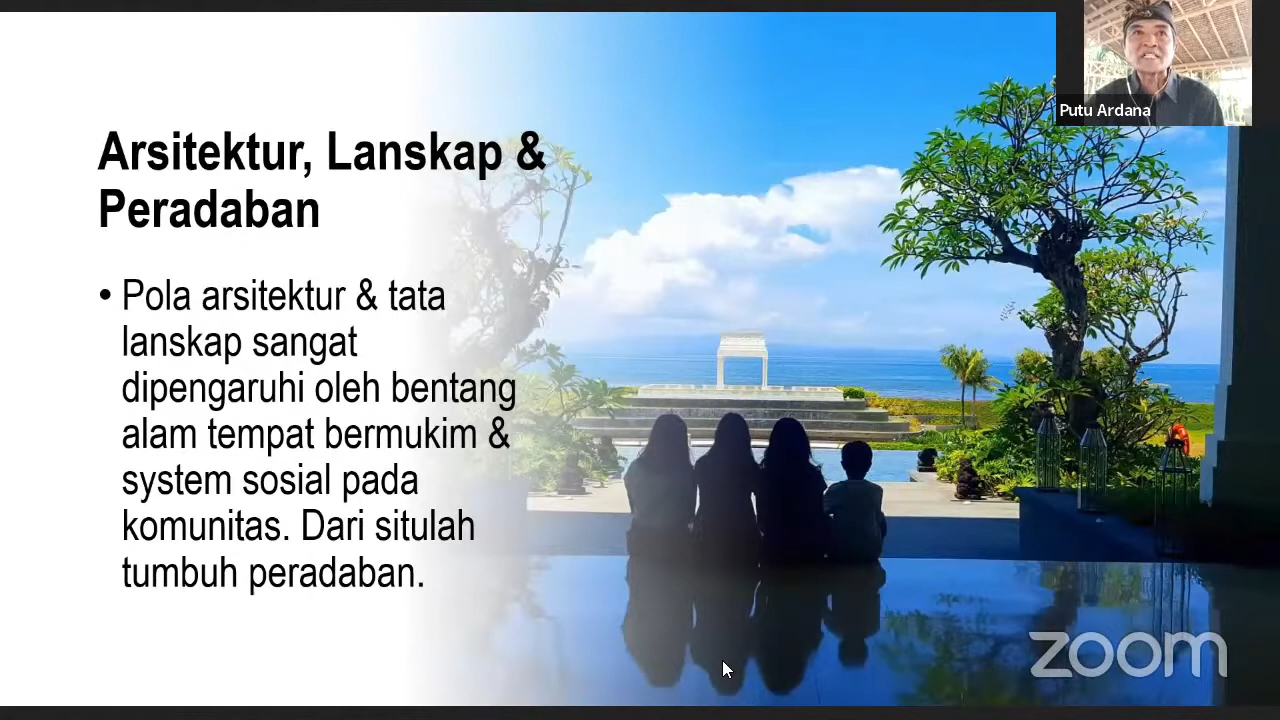 Putu Ardana
Arsitektur, Lanskap &
Peradaban
• Pola arsitektur & tata
lanskap sangat
dipengaruhi oleh bentang
alam tempat bermukim &
system sosial pada
komunitas. Dari situlah
tumbuh peradaban.
zoom